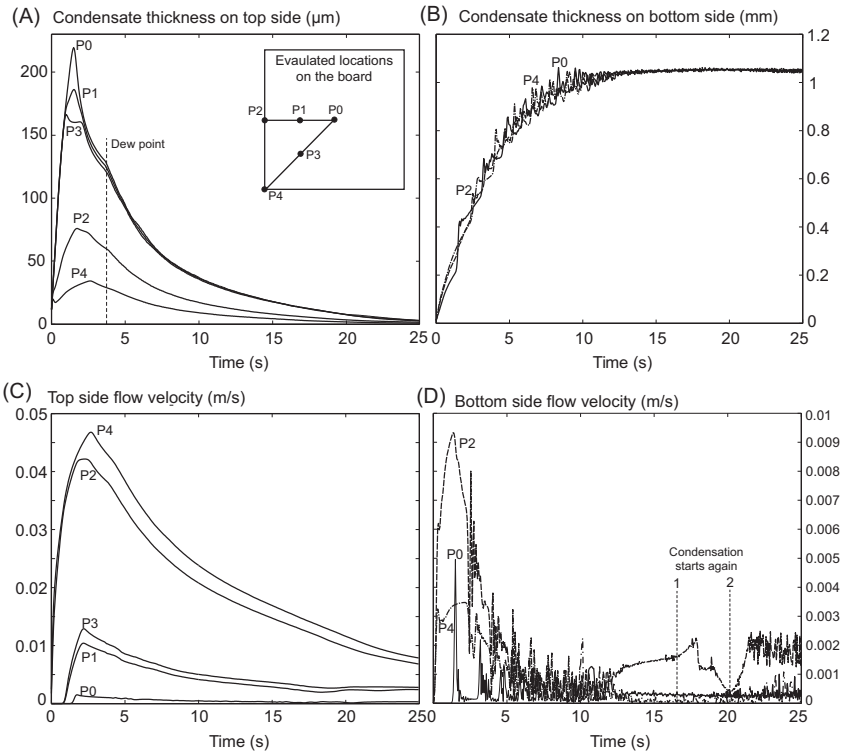 (A) Condensate thickness on top side (µm)
P0
P1
P3
Dew point
P2
P4
200
150
100
50
0
0 5 10 15 20 25
Time (s)
Evaulated locations
on the board
P2 P1 P0
P3
P4
(B) Condensate thickness on bottom side (mm)
P0
P4
P2
1.2
1
0.8
0.6
0.4
0.2
0
0 5 10 15 20 25
Time (s)
(C) Top side flow velocity (m/s)
0.05
0.04
0.03
0.02
0.01
0
P4
P2
P3
P1
P0
0 5 10 15 20 25
Time (s)
(D) Bottom side flow velocity (m/s)
P2
P0
P4
Condensation
starts again
1 2
0.01
0.009
0.008
0.007
0.006
0.005
0.004
0.003
0.002
0.001
0
0 5 10 15 20 25
Time (s)